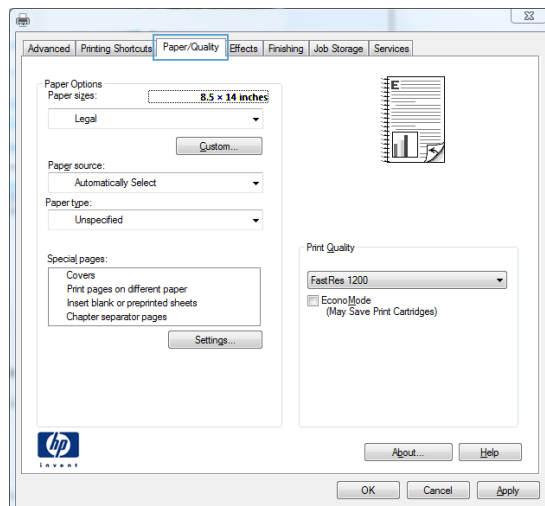 Advanced Printing Shortcuts Paper/Quality Effects Finishing Job Storage Services
Paper Options
Paper sizes: 8.5 × 14 inches
Legal
Custom...
Paper source:
Automatically Select
Paper type:
Unspecified
Special pages:
Covers
Print pages on different paper
Insert blank or preprinted sheets
Chapter separator pages
Settings...
E
Print Quality
FastRes 1200
EconoMode
(May Save Print Cartridges)
hp
invent
About... Help
OK Cancel Apply